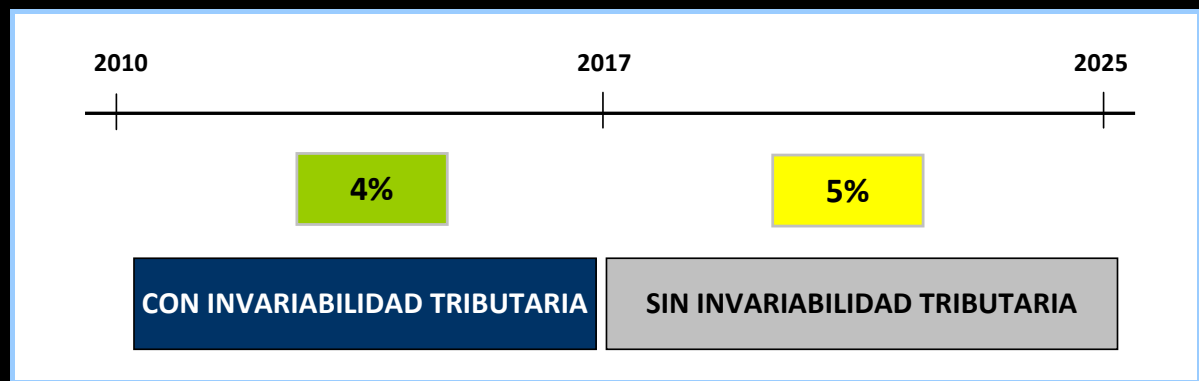 2010 2017 2025
4% 5%
CON INVARIABILIDAD TRIBUTARIA SIN INVARIABILIDAD TRIBUTARIA